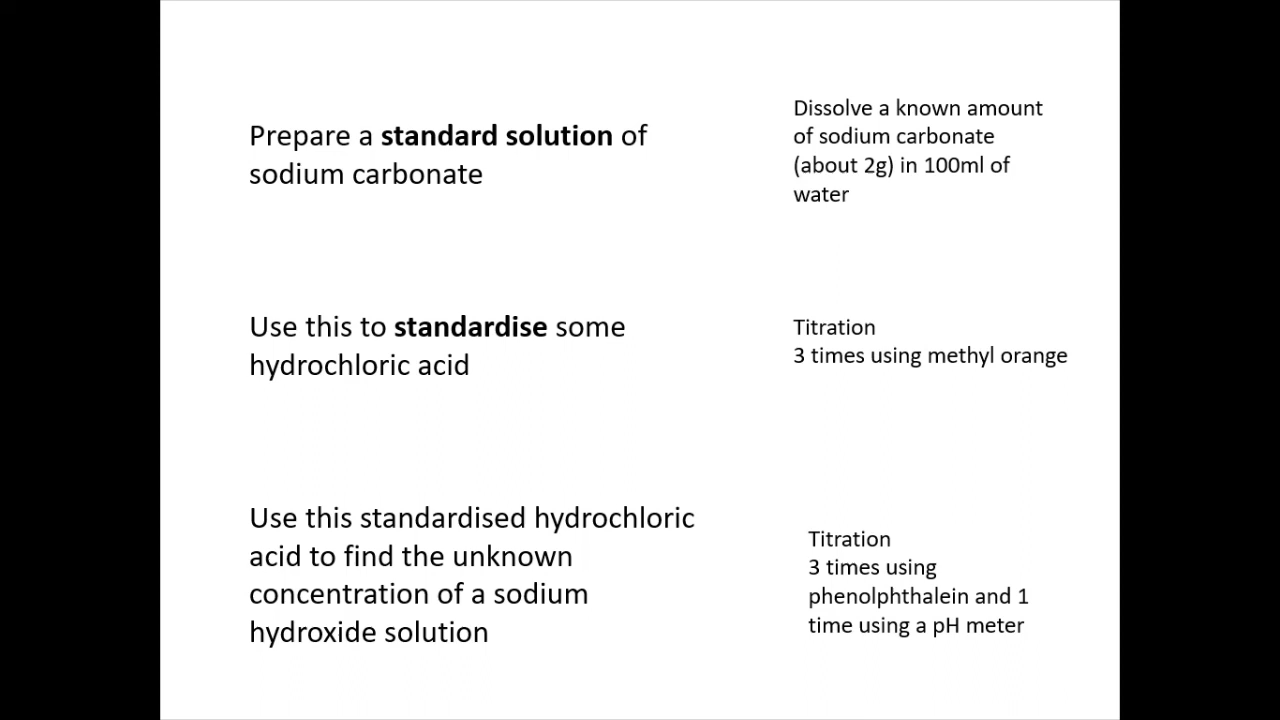 Prepare a standard solution of
sodium carbonate
Dissolve a known amount
of sodium carbonate
(about 2g) in 100ml of
water
Use this to standardise some
hydrochloric acid
Titration
3 times using methyl orange
Use this standardised hydrochloric
acid to find the unknown
concentration of a sodium
hydroxide solution
Titration
3 times using
phenolphthalein and 1
time using a pH meter